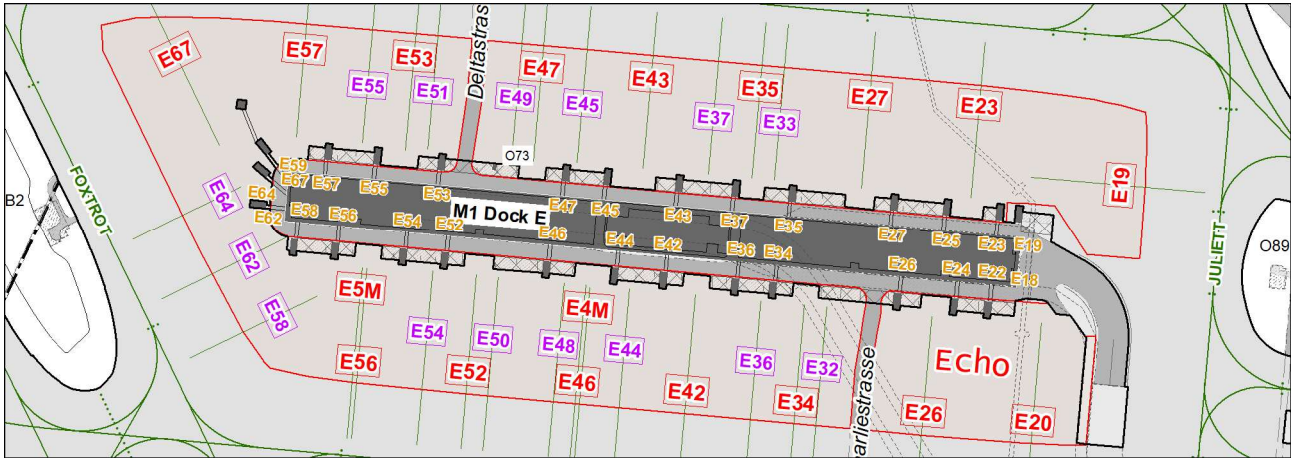 E67
E57
E53
Deltastras
E47
E43
E35
E27
E23
E55
E51
E49
E45
E37
E33
O73
E19
FOXTROT
B2
E64
E62
E58
E59
E67
E57
E55
E53
E64
E62
E58
E56
E54
E52
M1 Dock E
E47
E45
E43
E37
E35
E27
E25
E23
E19
E46
E44
E42
E36
E34
E26
E24
E22
E18
JULIETT
O89
E5M
E4M
E54
E50
E48
E44
E36
E32
E56
E52
E46
E42
E34
arliestrasse
Echo
E26
E20